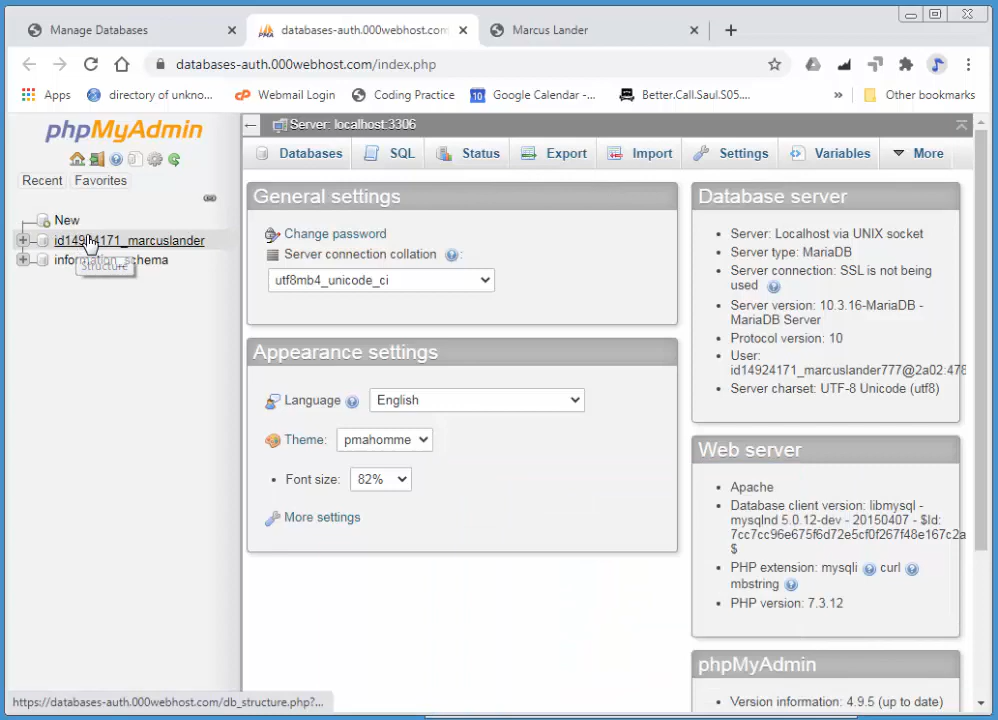 Manage Databases
databases-auth.000webhost.com
Marcus Lander
databases-auth.000webhost.com/index.php
Apps
directory of unkno...
cP Webmail Login
Coding Practice
10 Google Calendar -...
Better.Call.Saul.S05....
»
Other bookmarks
phpMyAdmin
Recent
Favorites
New
id14924171_marcuslander
information_schema
Structure
Server: localhost:3306
Databases
SQL
Status
Export
Import
Settings
Variables
More
General settings
Change password
Server connection collation
utf8mb4_unicode_ci
Appearance settings
Language
English
Theme:
pmahomme
• Font size:
82%
More settings
Database server
• Server: Localhost via UNIX socket
• Server type: MariaDB
• Server connection: SSL is not being
used
• Server version: 10.3.16-MariaDB -
MariaDB Server
• Protocol version: 10
• User:
id14924171_marcuslander777@2a02:478
• Server charset: UTF-8 Unicode (utf8)
Web server
• Apache
• Database client version: libmysql -
mysqlnd 5.0.12-dev - 20150407 - $Id:
7cc7cc96e675f6d72e5cf0f267f48e167c2a
$
• PHP extension: mysqli curl
mbstring
• PHP version: 7.3.12
phpMyAdmin
• Version information: 4.9.5 (up to date)
https://databases-auth.000webhost.com/db_structure.php?...